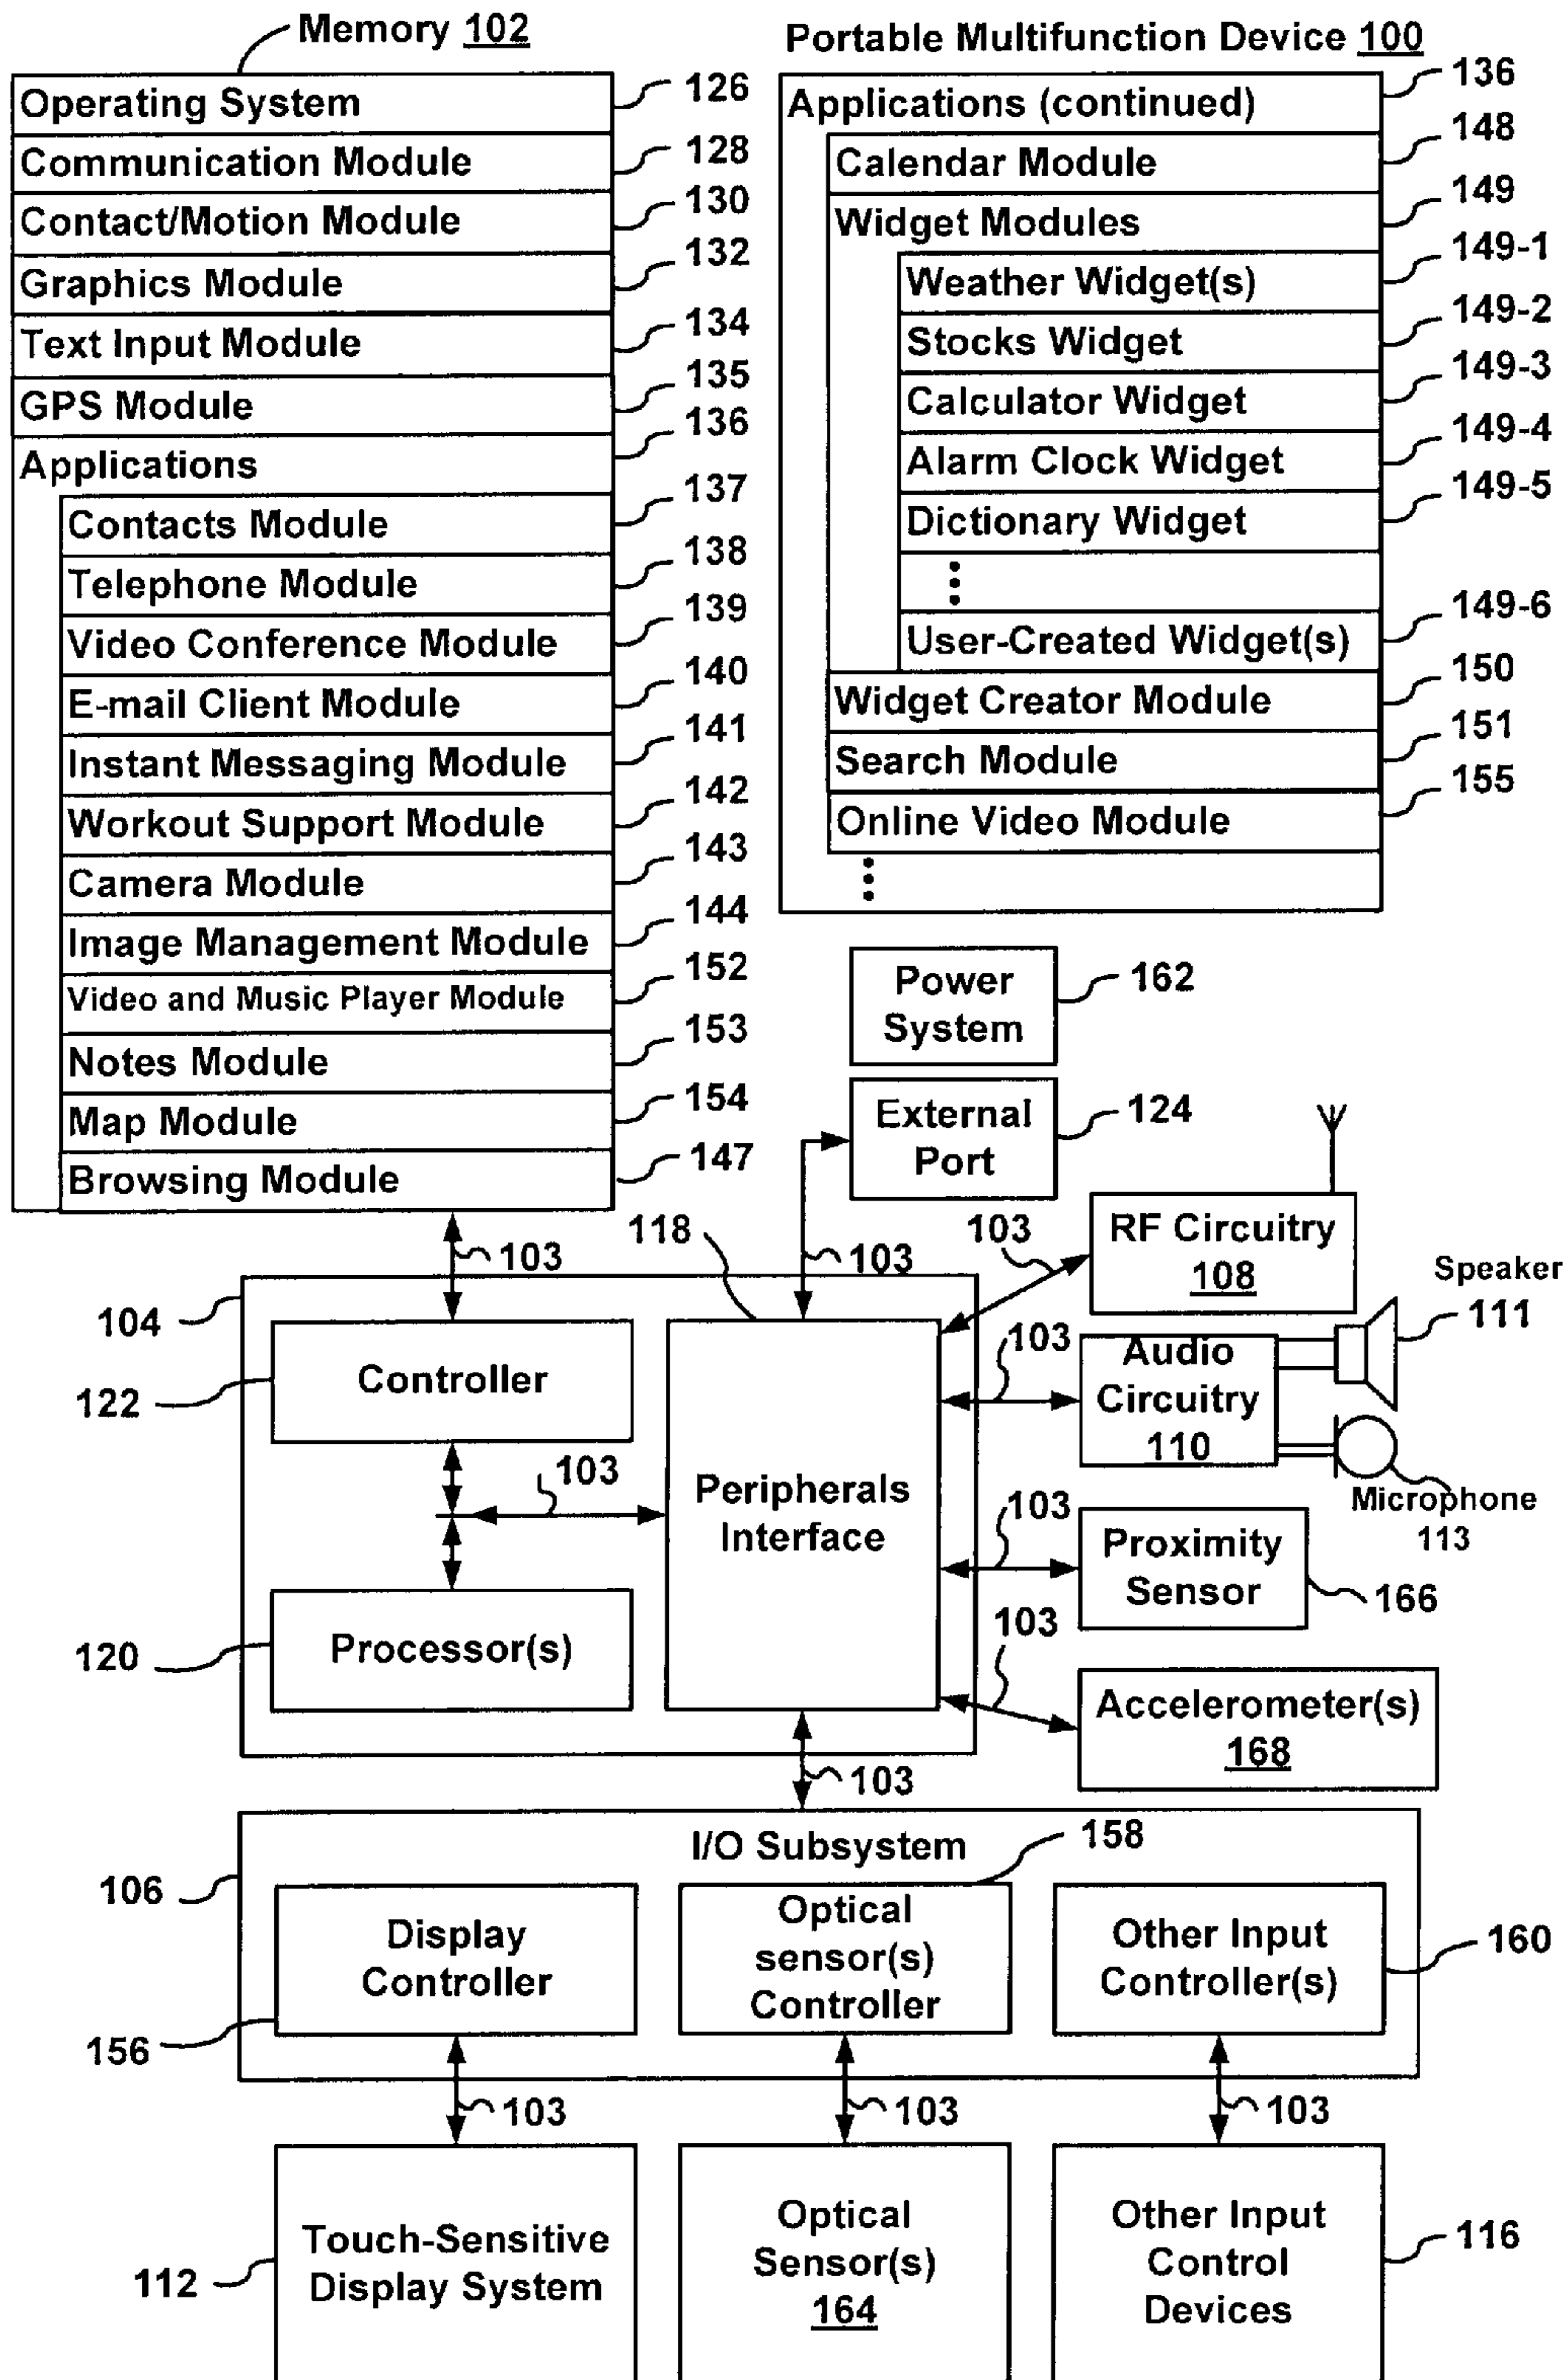 Memory 102
Operating System
126
Communication Module
128
Contact/Motion Module
130
Graphics Module
132
Text Input Module
134
GPS Module
135
Applications
136
Contacts Module
137
Telephone Module
138
Video Conference Module
139
E-mail Client Module
140
Instant Messaging Module
141
Workout Support Module
142
Camera Module
143
Image Management Module
144
Video and Music Player Module
152
Notes Module
153
Map Module
154
Browsing Module
147
Portable Multifunction Device 100
Applications (continued)
136
Calendar Module
148
Widget Modules
149
Weather Widget(s)
149-1
Stocks Widget
149-2
Calculator Widget
149-3
Alarm Clock Widget
149-4
Dictionary Widget
149-5
User-Created Widget(s)
149-6
Widget Creator Module
150
Search Module
151
Online Video Module
155
Power
System
162
External
Port
124
103
118
103
103
RF Circuitry
108
Speaker
111
104
Controller
122
103
Audio
Circuitry
110
Microphone
113
103
Peripherals
Interface
103
Proximity
Sensor
166
Processor(s)
120
103
Accelerometer(s)
168
103
I/O Subsystem
158
106
Display
Controller
156
Optical
sensor(s)
Controller
Other Input
Controller(s)
160
103
103
103
Touch-Sensitive
Display System
112
Optical
Sensor(s)
164
Other Input
Control
Devices
116